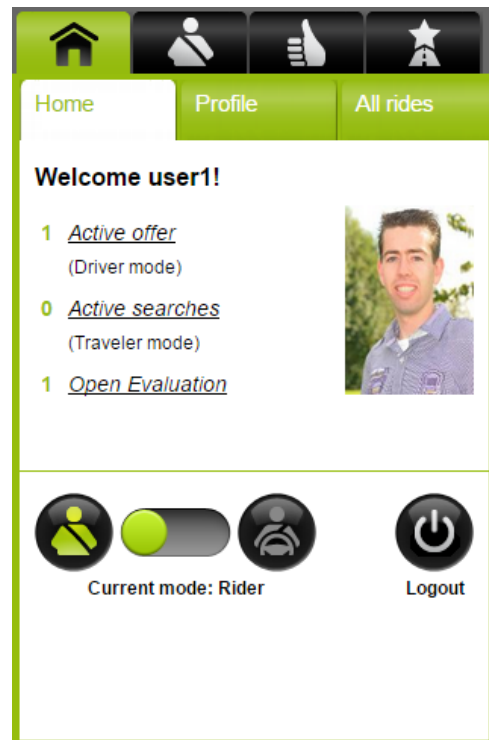 Home Profile All rides
Welcome user1!
1 Active offer
(Driver mode)
0 Active searches
(Traveler mode)
1 Open Evaluation
Current mode: Rider Logout